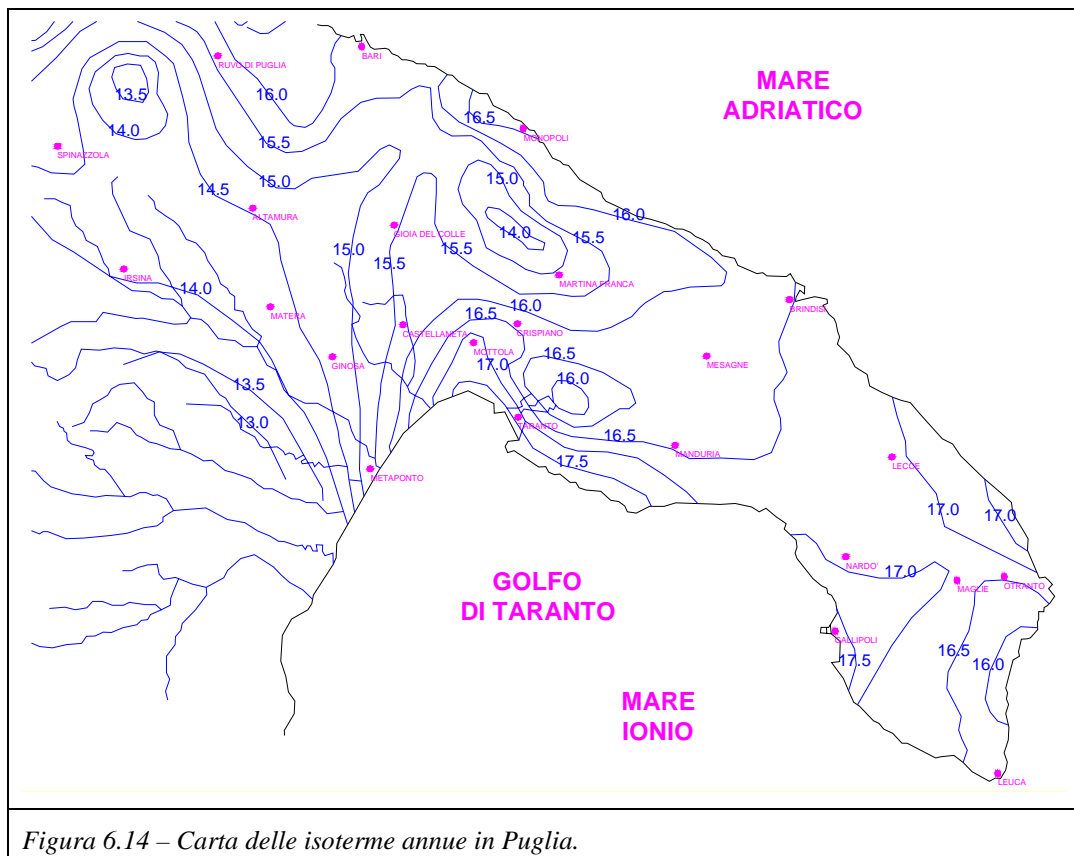 BARI
RUVO DI PUGLIA
MARE
ADRIATICO
13.5
16.0
16.5
14.0
MONOPOLI
15.5
SPINAZZOLA
15.0
15.0
14.5
ALTAMURA
16.0
GIOIA DEL COLLE
14.0
15.5
15.0
15.5
IRSINA
15.5
MARTINA FRANCA
14.0
MATERA
16.0
BRINDISI
16.5
CASTELLANETA
CRISPIANO
MOTTOLA
16.5
GINOSA
17.0
MESAGNE
16.0
13.5
13.0
TARANTO
16.5
MANDURIA
LECCE
17.5
METAPONTO
17.0
17.0
NARDO'
17.0
GOLFO
DI TARANTO
MAGLIE
OTRANTO
GALLIPOLI
16.5
17.5
16.0
MARE
IONIO
LEUCA
Figura 6.14 – Carta delle isoterme annue in Puglia.